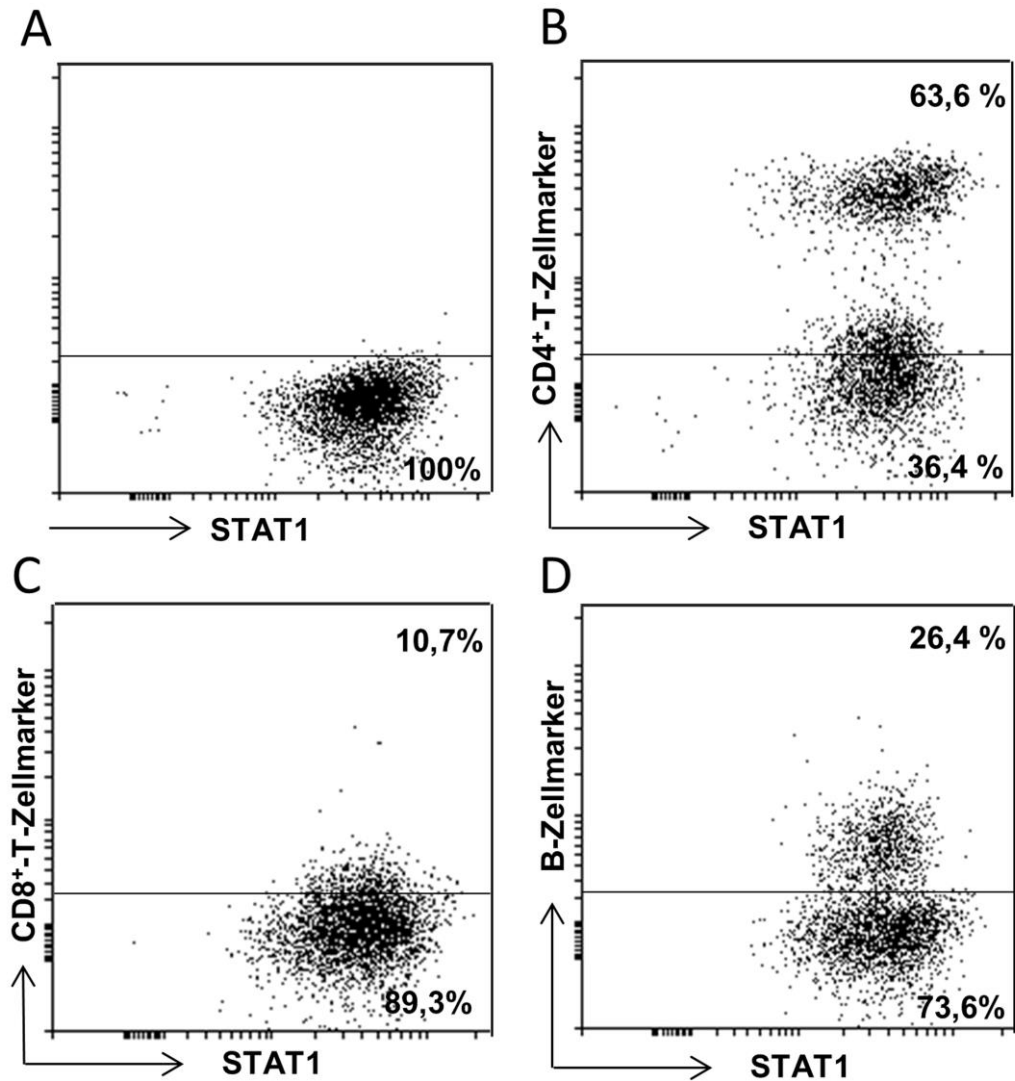 A
100%
STAT1
B
63,6 %
CD4⁺-T-Zellmarker
36,4 %
STAT1
C
10,7%
CD8⁺-T-Zellmarker
89,3%
STAT1
D
26,4 %
B-Zellmarker
73,6%
STAT1